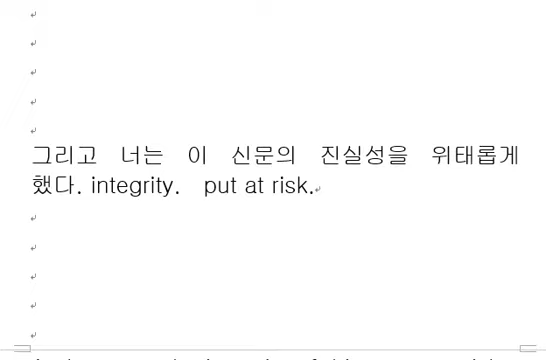 그리고 너는 이 신문의 진실성을 위태롭게
했다. integrity. put at risk.